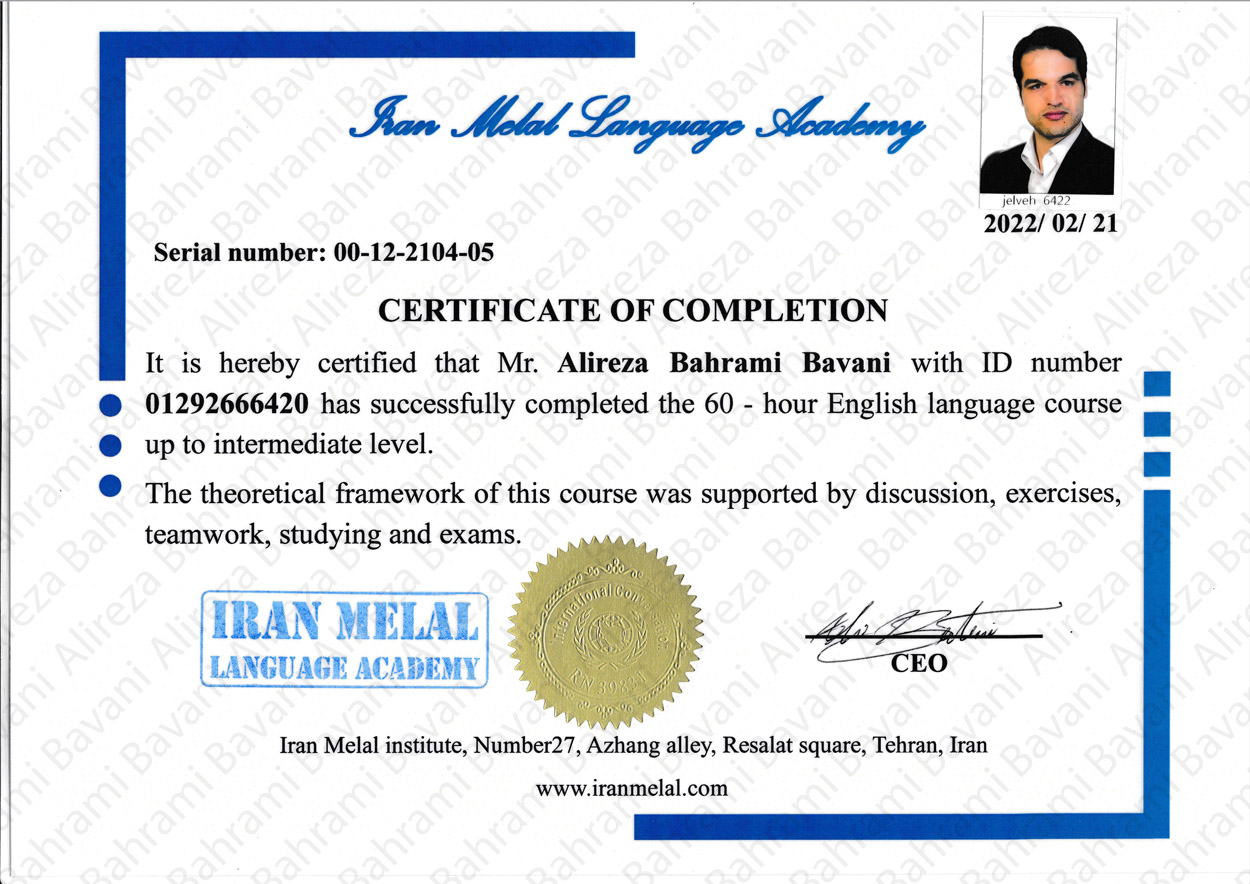 Iran Melal Language Academy
jelveh 6422
2022/ 02/ 21
Serial number: 00-12-2104-05
CERTIFICATE OF COMPLETION
It is hereby certified that Mr. Alireza Bahrami Bavani with ID number
01292666420 has successfully completed the 60 - hour English language course
up to intermediate level.
The theoretical framework of this course was supported by discussion, exercises,
teamwork, studying and exams.
IRAN MELAL
LANGUAGE ACADEMY
International
CEO
Iran Melal institute, Number27, Azhang alley, Resalat square, Tehran, Iran
www.iranmelal.com
Alireza Bahrami Bavani